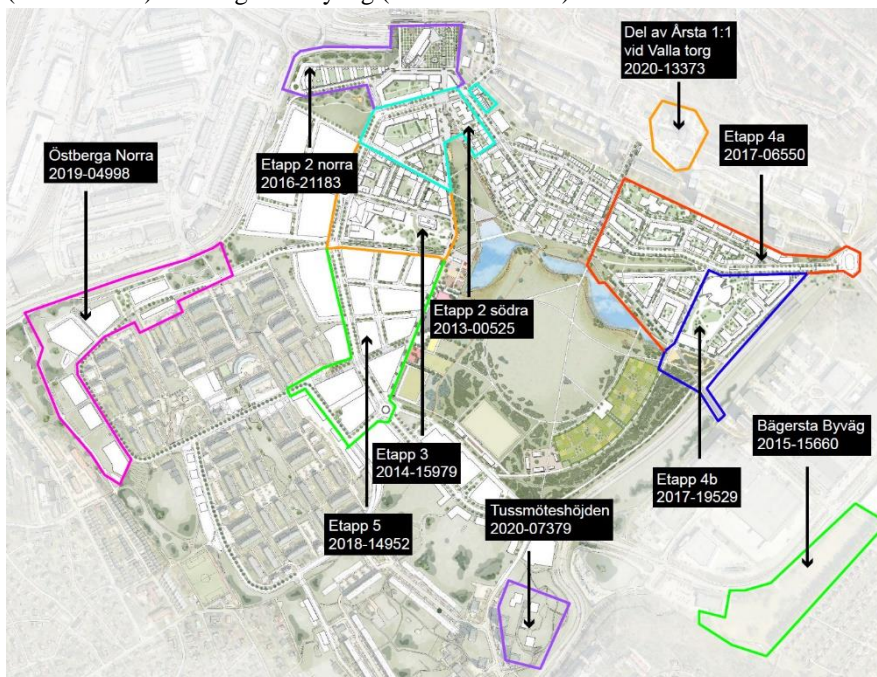 Del av Årsta 1:1
vid Valla torg
2020-13373
Etapp 4a
2017-06550
Östberga Norra
2019-04998
Etapp 2 norra
2016-21183
Etapp 2 södra
2013-00525
Bägersta Byväg
2015-15660
Etapp 3
2014-15979
Etapp 4b
2017-19529
Tussmöteshöjden
2020-07379
Etapp 5
2018-14952